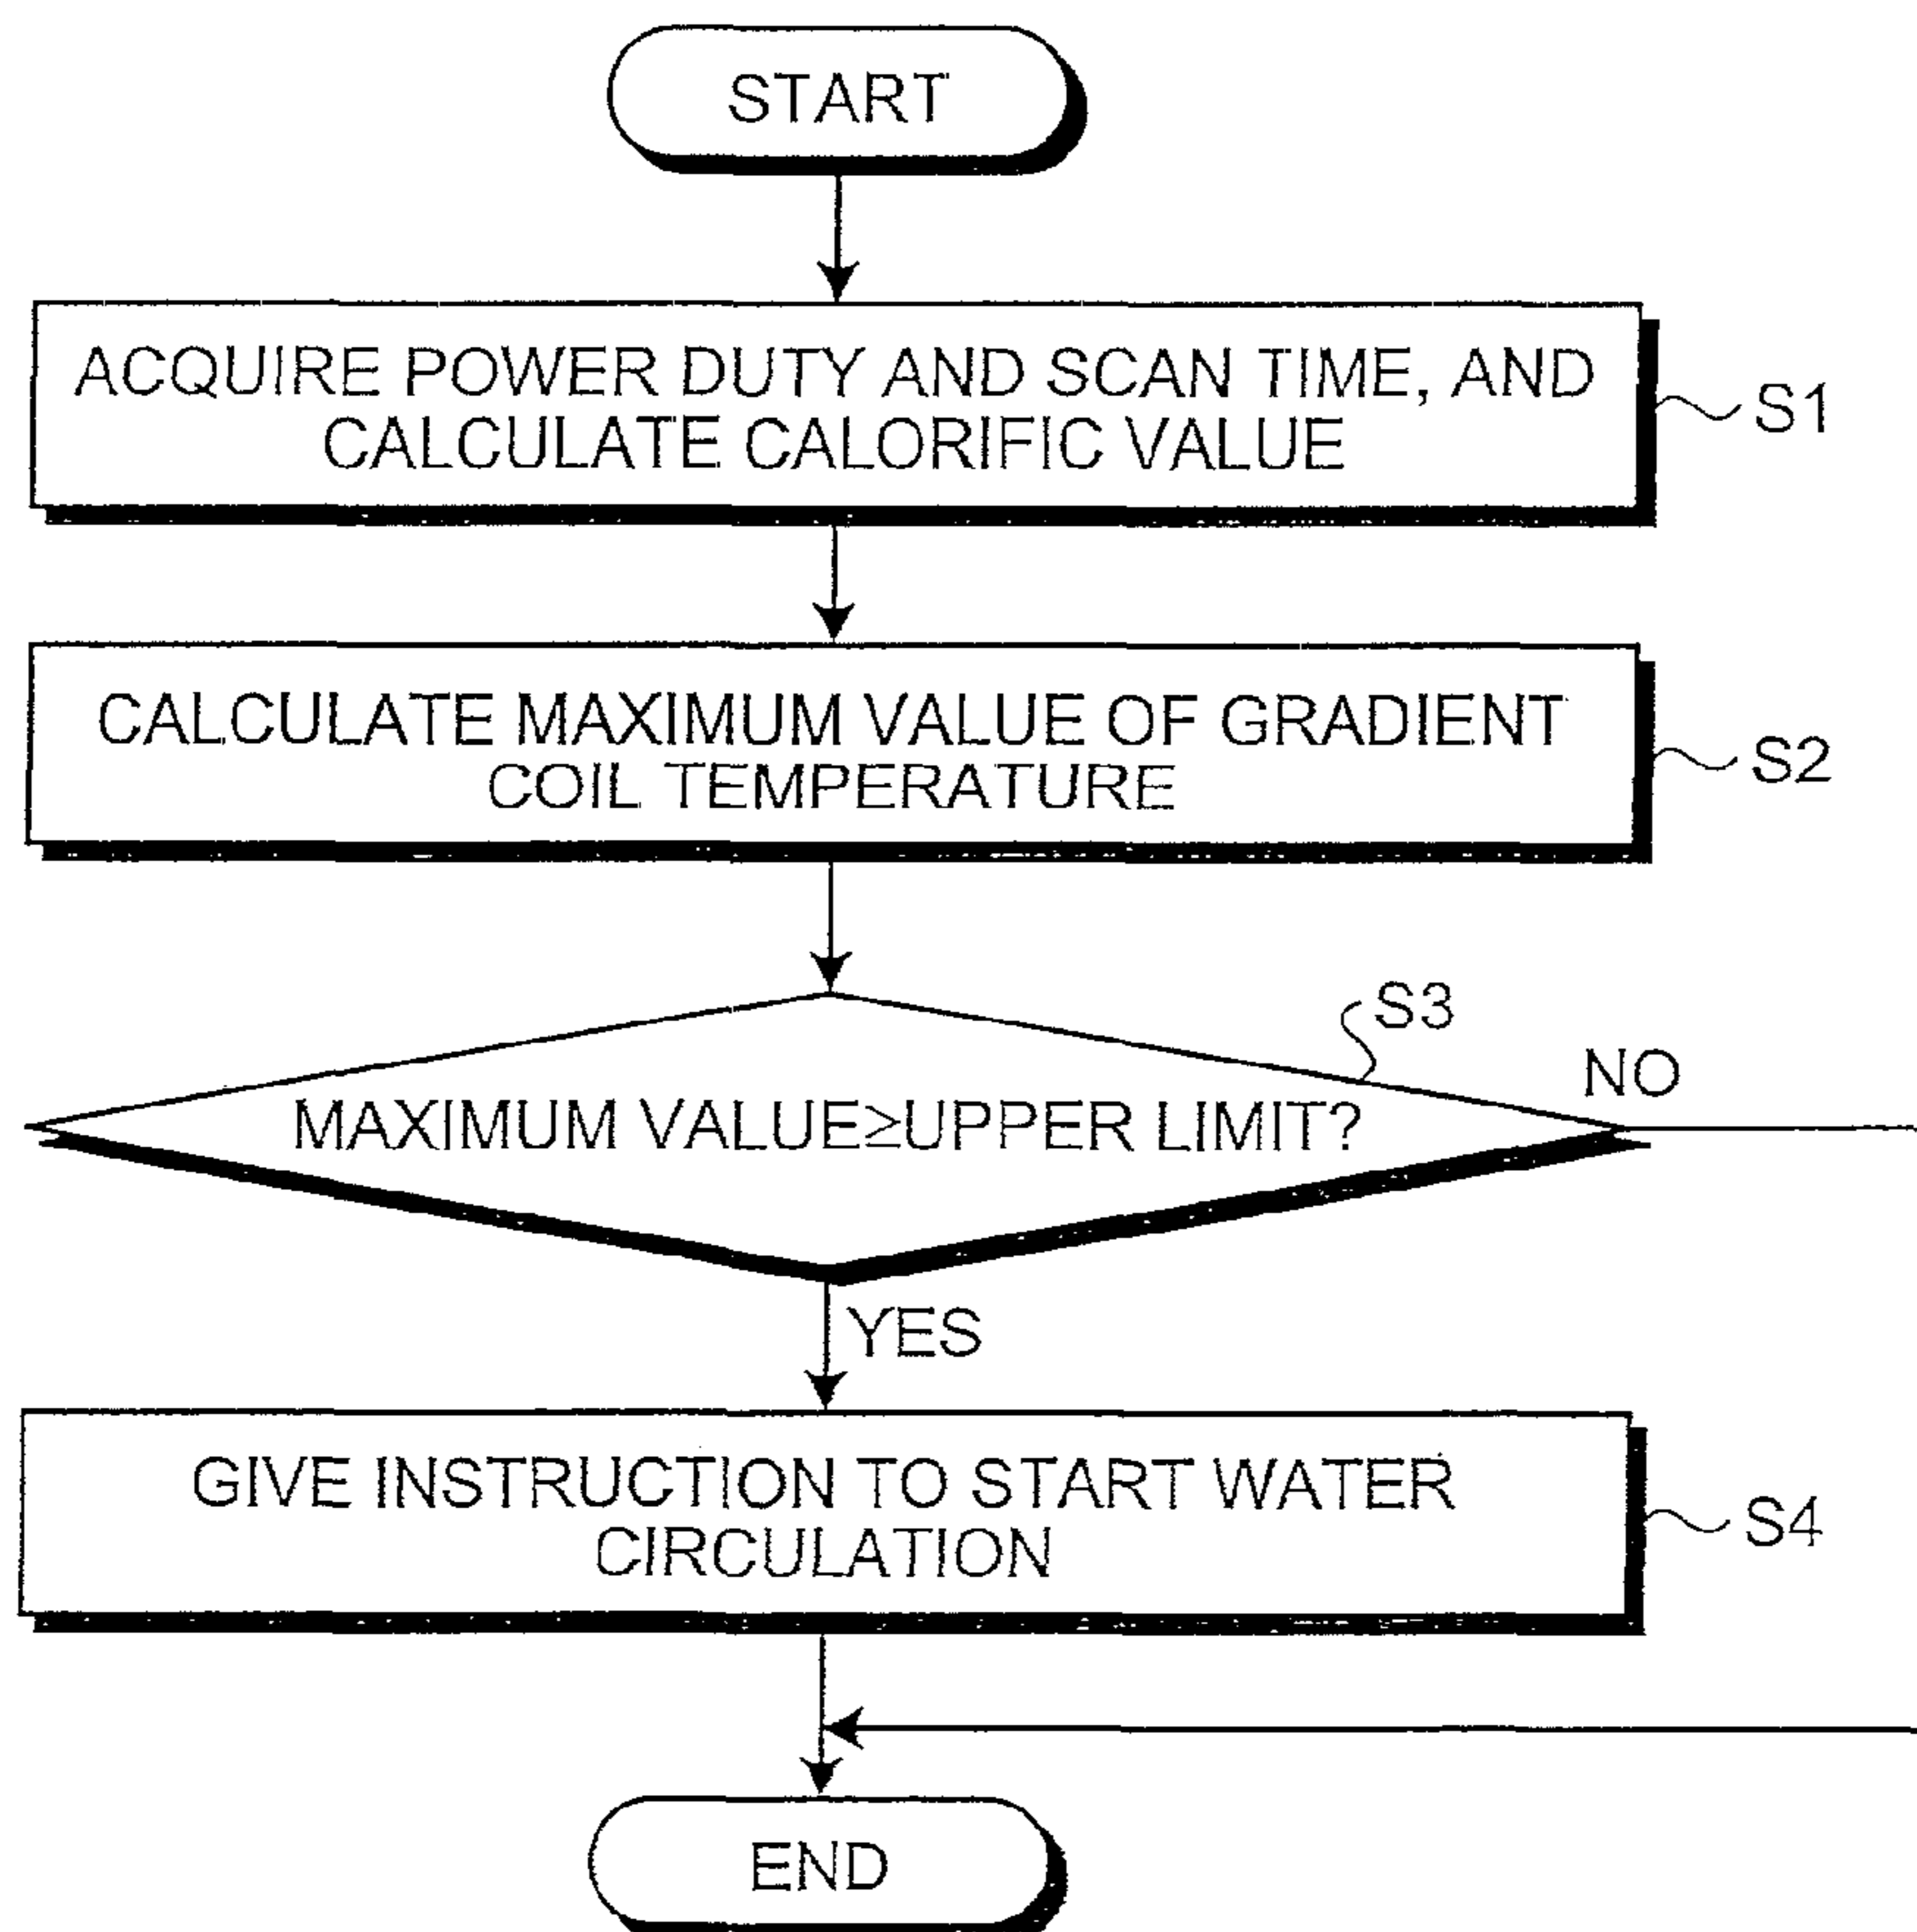 START
ACQUIRE POWER DUTY AND SCAN TIME, AND
CALCULATE CALORIFIC VALUE
S1
CALCULATE MAXIMUM VALUE OF GRADIENT
COIL TEMPERATURE
S2
S3
NO
MAXIMUM VALUE≥UPPER LIMIT?
YES
GIVE INSTRUCTION TO START WATER
CIRCULATION
S4
END